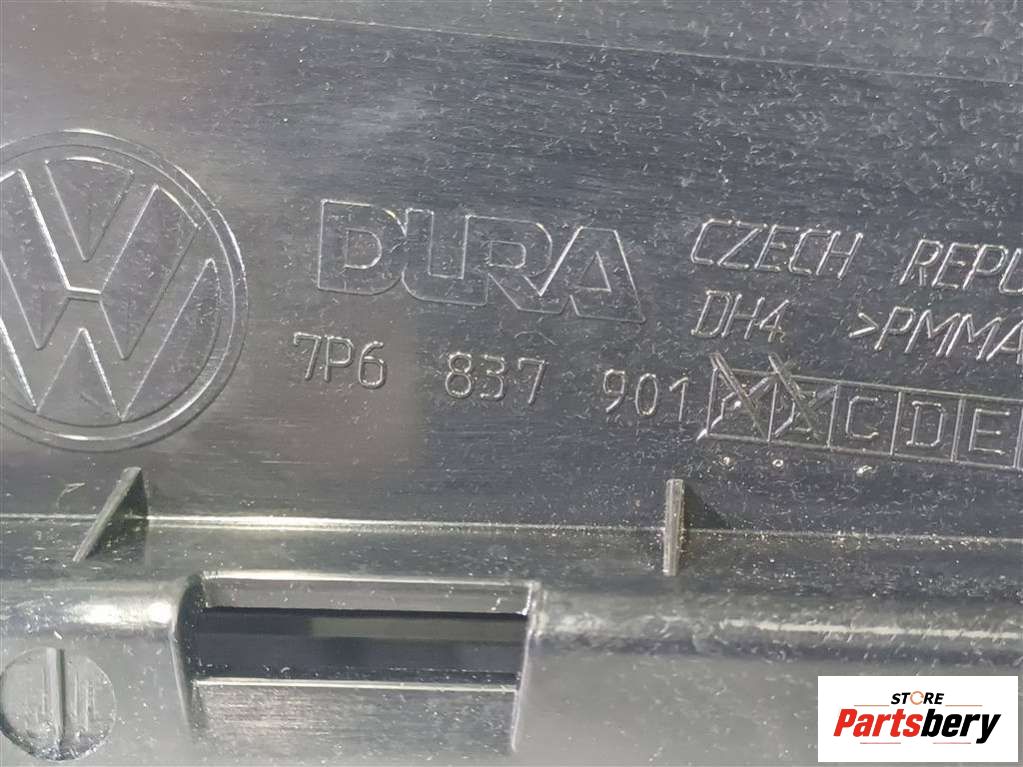 DURA
CZECH REPU
DH4 >PMMA
7P6 837 901 C D E
STORE
Partsbery